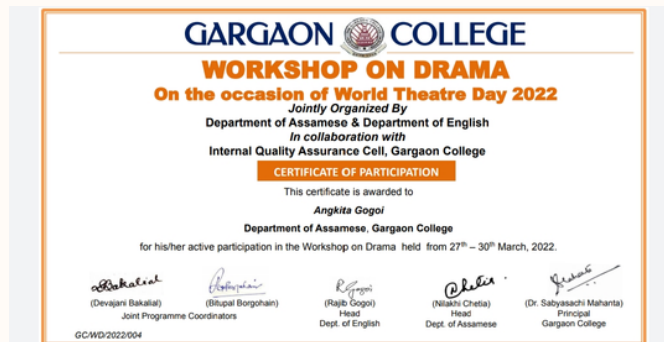 GARGAON COLLEGE
WORKSHOP ON DRAMA
On the occasion of World Theatre Day 2022
Jointly Organized By
Department of Assamese & Department of English
In collaboration with
Internal Quality Assurance Cell, Gargaon College
CERTIFICATE OF PARTICIPATION
This certificate is awarded to
Angkita Gogoi
Department of Assamese, Gargaon College
for his/her active participation in the Workshop on Drama held from 27th – 30th March, 2022.
(Devajani Bakalial) (Bitupal Borgohain) (Rajib Gogoi) (Nilakhi Chetia) (Dr. Sabyasachi Mahanta)
Joint Programme Coordinators Head Head Principal
Dept. of English Dept. of Assamese Gargaon College
GC/WD/2022/004